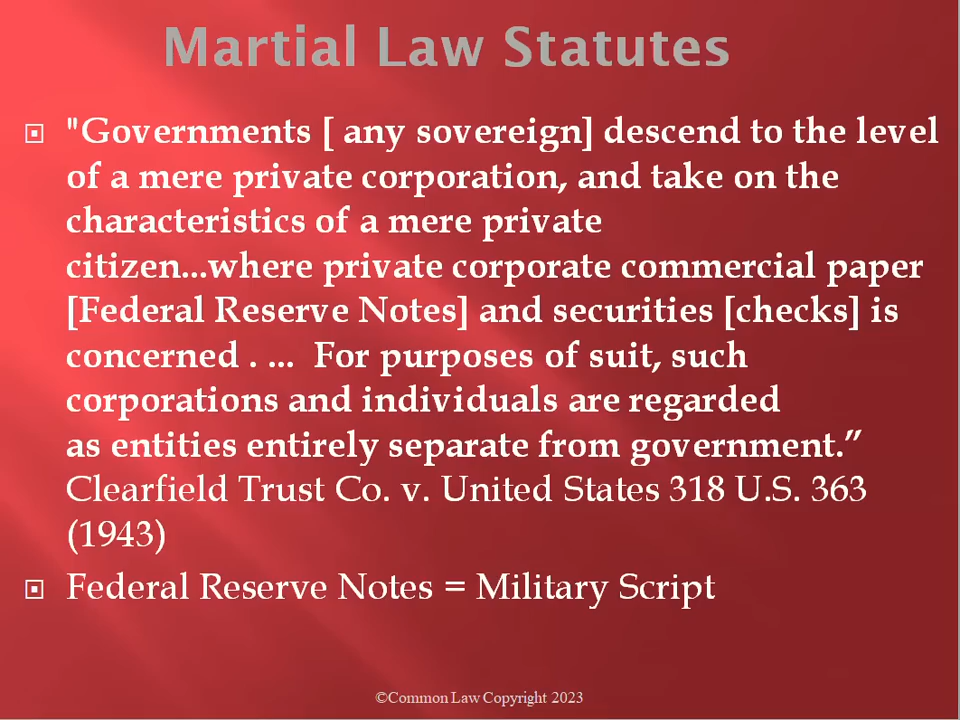 Martial Law Statutes
"Governments [ any sovereign] descend to the level
of a mere private corporation, and take on the
characteristics of a mere private
citizen...where private corporate commercial paper
[Federal Reserve Notes] and securities [checks] is
concerned . ... For purposes of suit, such
corporations and individuals are regarded
as entities entirely separate from government.”
Clearfield Trust Co. v. United States 318 U.S. 363
(1943)
Federal Reserve Notes = Military Script
©Common Law Copyright 2023